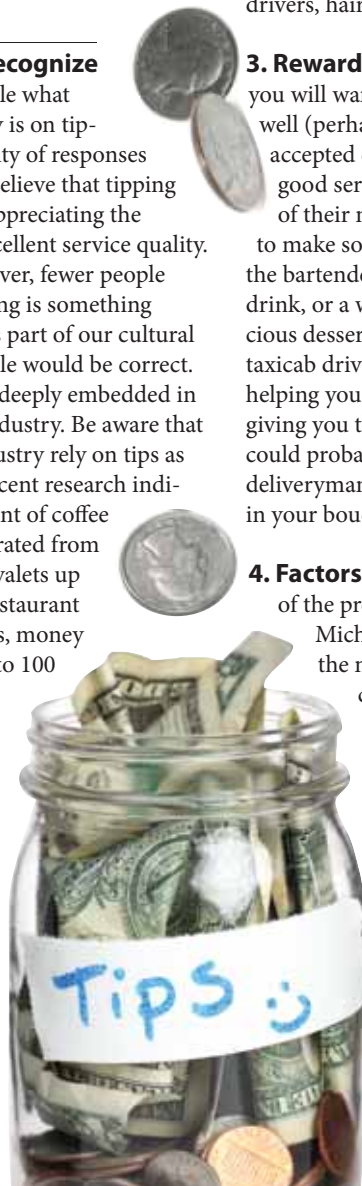 ecognize
le what
y is on tip-
ity of responses
elieve that tipping
ppreciating the
cellent service quality.
ver, fewer people
ng is something
s part of our cultural
le would be correct.
deeply embedded in
dustry. Be aware that
ustry rely on tips as
cent research indi-
nt of coffee
rated from
valets up
staurant
s, money
to 100
drivers, hair
3. Reward
you will wa
well (perha
accepted
good ser
of their
to make so
the bartende
drink, or a w
cious desser
taxicab driv
helping you
giving you t
could proba
deliveryman
in your bou
4. Factors
of the pr
Mich
the
Tips :)